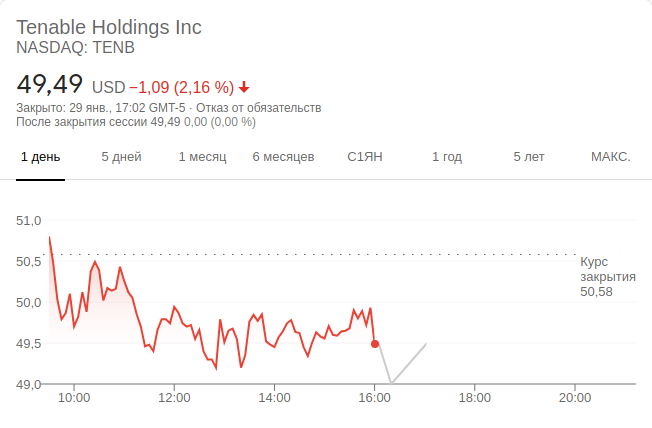 Tenable Holdings Inc
NASDAQ: TENB
49,49 USD −1,09 (2,16 %)
Закрыто: 29 янв., 17:02 GMT-5 · Отказ от обязательств
После закрытия сессии 49,49 0,00 (0,00 %)
1 день 5 дней 1 месяц 6 месяцев С1ЯН 1 год 5 лет МАКС.
51,0
50,5
50,0
49,5
49,0
Курс
закрытия
50,58
10:00 12:00 14:00 16:00 18:00 20:00